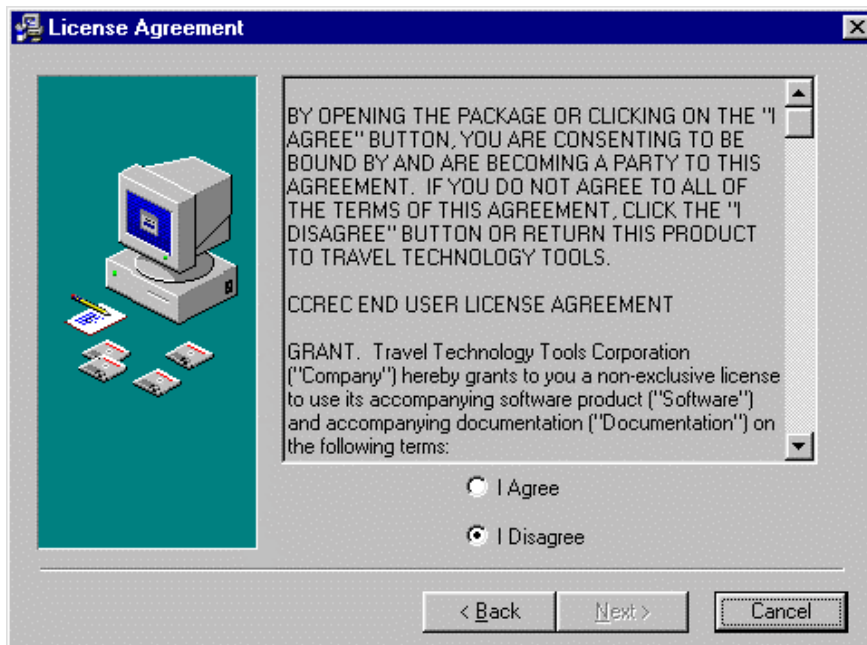 License Agreement
BY OPENING THE PACKAGE OR CLICKING ON THE "I
AGREE" BUTTON, YOU ARE CONSENTING TO BE
BOUND BY AND ARE BECOMING A PARTY TO THIS
AGREEMENT.  IF YOU DO NOT AGREE TO ALL OF
THE TERMS OF THIS AGREEMENT, CLICK THE "I
DISAGREE" BUTTON OR RETURN THIS PRODUCT
TO TRAVEL TECHNOLOGY TOOLS.
CCREC END USER LICENSE AGREEMENT
GRANT.  Travel Technology Tools Corporation
("Company") hereby grants to you a non-exclusive license
to use its accompanying software product ("Software")
and accompanying documentation ("Documentation") on
the following terms:
I Agree
I Disagree
< Back
Next >
Cancel